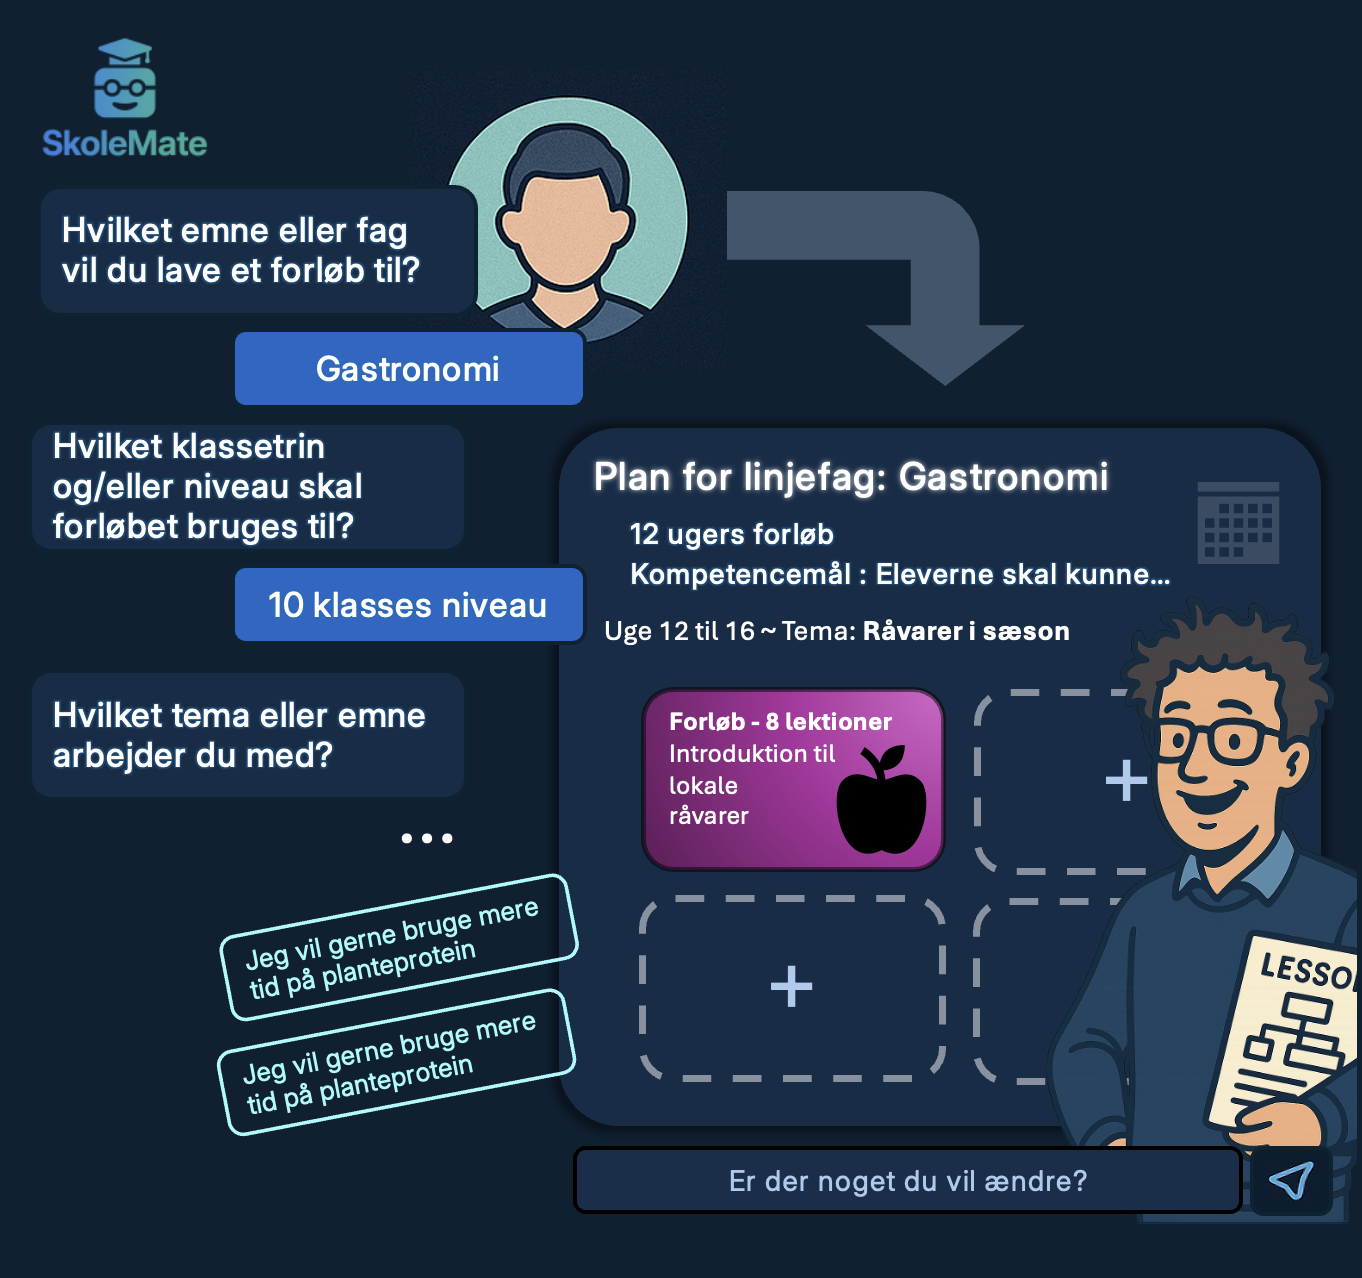 SkoleMate
Hvilket emne eller fag
vil du lave et forløb til?
Gastronomi
Hvilket klassetrin
og/eller niveau skal
forløbet bruges til?
10 klasses niveau
Hvilket tema eller emne
arbejder du med?
...
Jeg vil gerne bruge mere
tid på planteprotein
Jeg vil gerne bruge mere
tid på planteprotein
Plan for linjefag: Gastronomi
12 ugers forløb
Kompetencemål : Eleverne skal kunne...
Uge 12 til 16 ~ Tema: Råvarer i sæson
Forløb - 8 lektioner
Introduktion til
lokale
råvarer
+
+
LESSO
Er der noget du vil ændre?